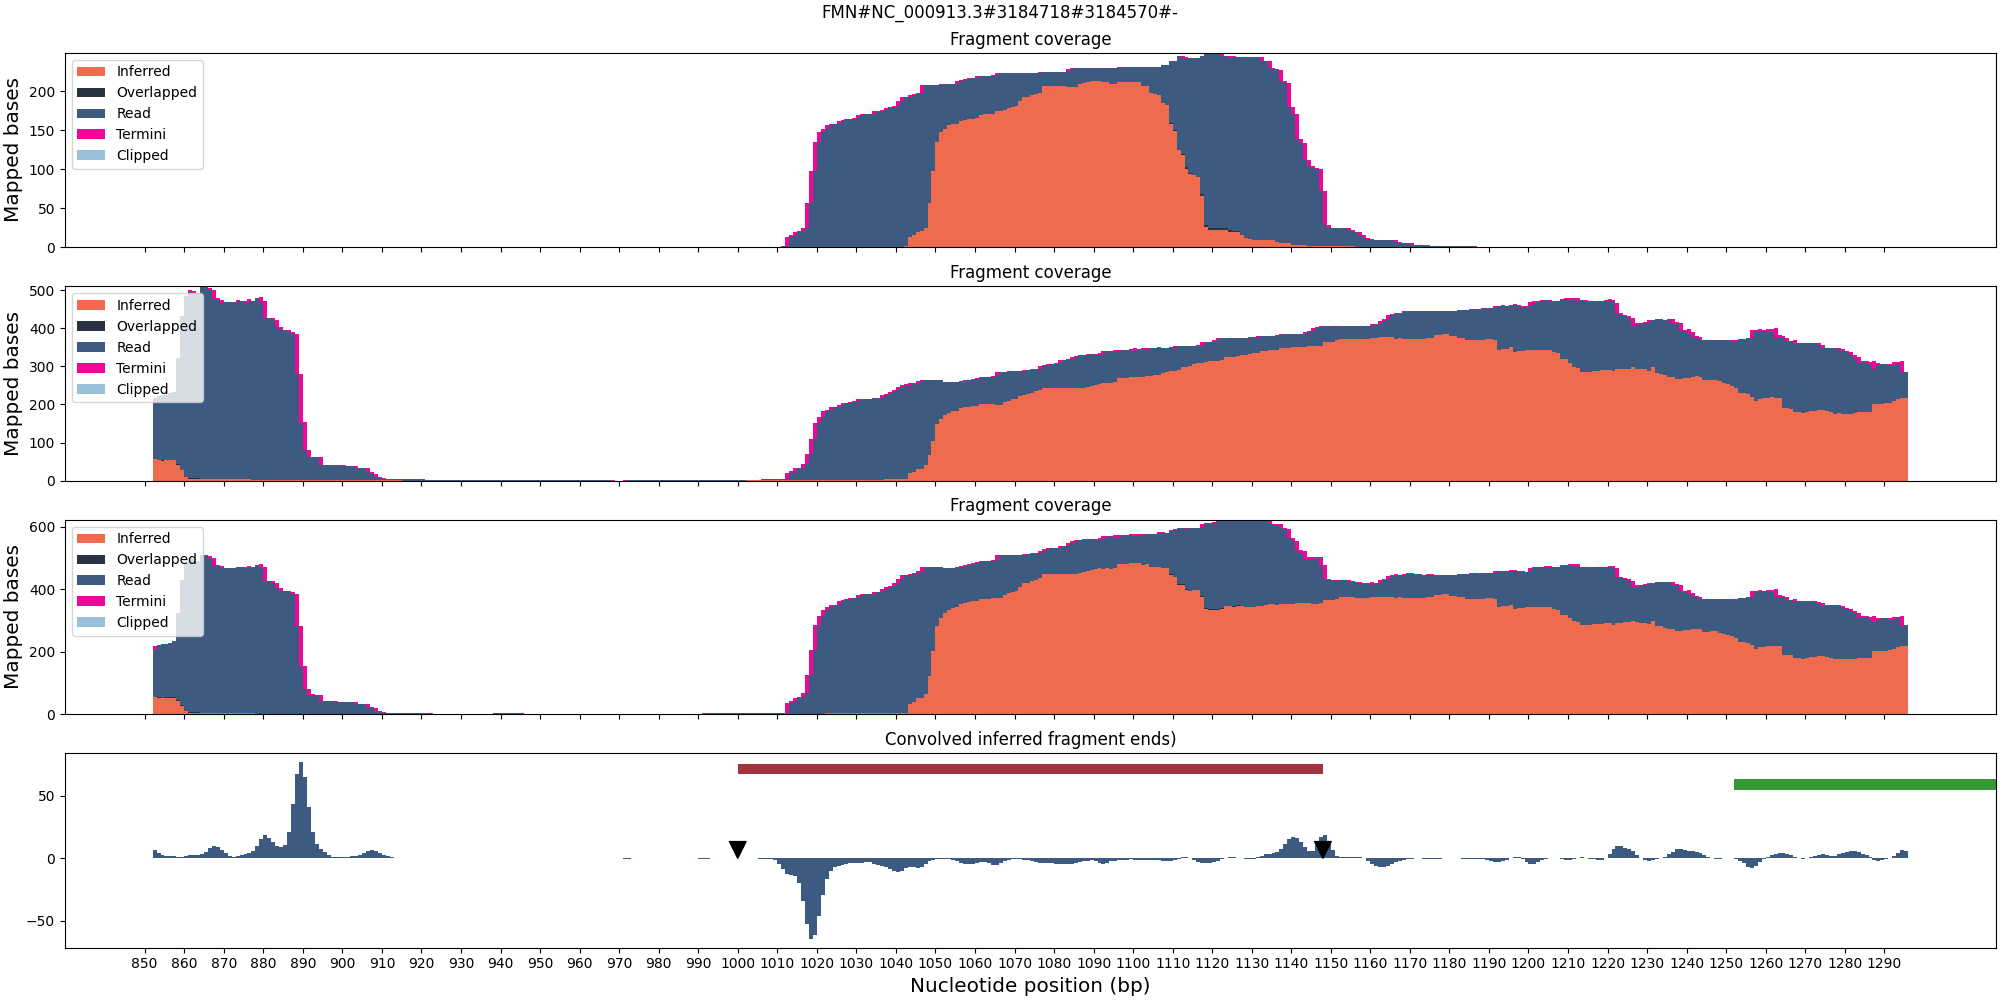 FMN#NC_000913.3#3184718#3184570#-
Fragment coverage
Mapped bases
200
150
100
50
0
Inferred
Overlapped
Read
Termini
Clipped
Fragment coverage
Mapped bases
500
400
300
200
100
0
Inferred
Overlapped
Read
Termini
Clipped
Fragment coverage
Mapped bases
600
400
200
0
Inferred
Overlapped
Read
Termini
Clipped
Convolved inferred fragment ends)
50
0
−50
850 860 870 880 890 900 910 920 930 940 950 960 970 980 990 1000 1010 1020 1030 1040 1050 1060 1070 1080 1090 1100 1110 1120 1130 1140 1150 1160 1170 1180 1190 1200 1210 1220 1230 1240 1250 1260 1270 1280 1290
Nucleotide position (bp)